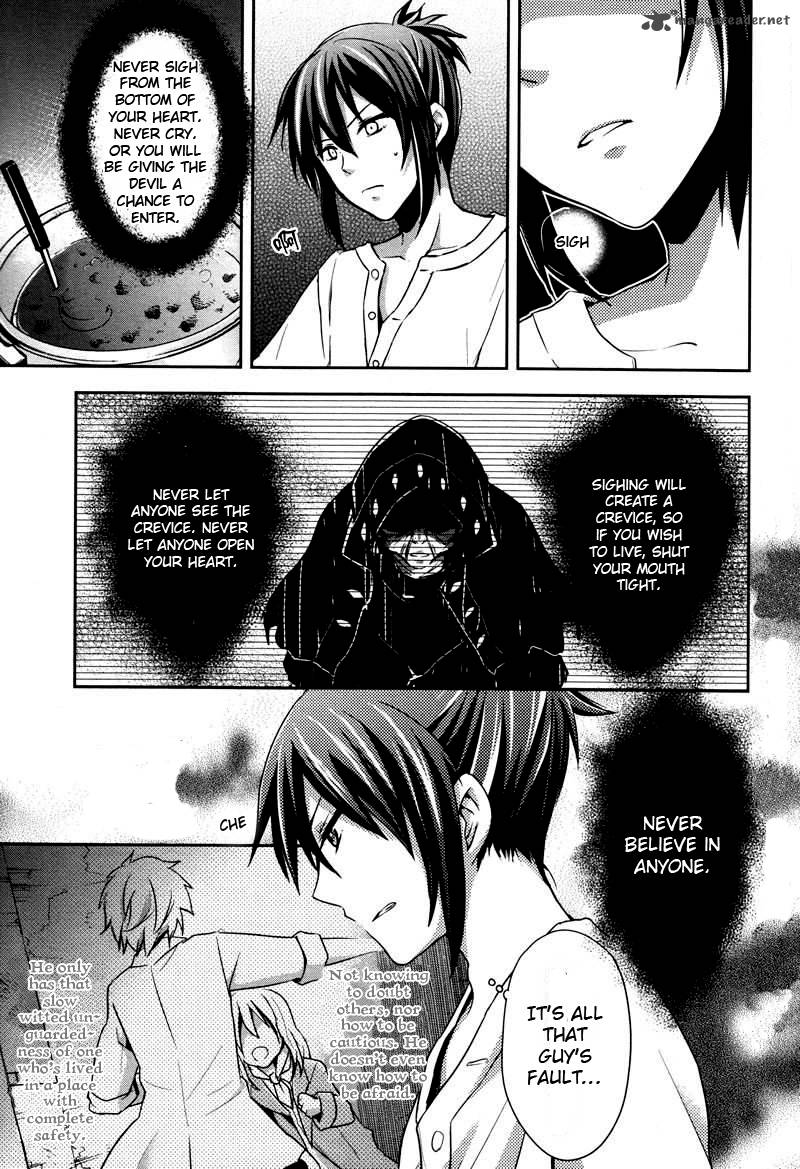 mangareader.net
SIGH
NEVER SIGH
FROM THE
BOTTOM OF
YOUR HEART.
NEVER CRY.
OR YOU WILL
BE GIVING THE
DEVIL A
CHANCE TO
ENTER.
SIGHING WILL
CREATE A
CREVICE, SO
IF YOU WISH
TO LIVE, SHUT
YOUR MOUTH
TIGHT.
NEVER LET
ANYONE SEE THE
CREVICE. NEVER
LET ANYONE OPEN
YOUR HEART.
NEVER
BELIEVE IN
ANYONE.
CHE
IT'S ALL
THAT
GUY'S
FAULT...
Not knowing
to doubt
others, nor
how to be
cautious. He
doesn't even
know how to
be afraid.
He only
has that
slow
witted un-
guarded-
ness of one
who's lived
in a place
with
complete
safety.